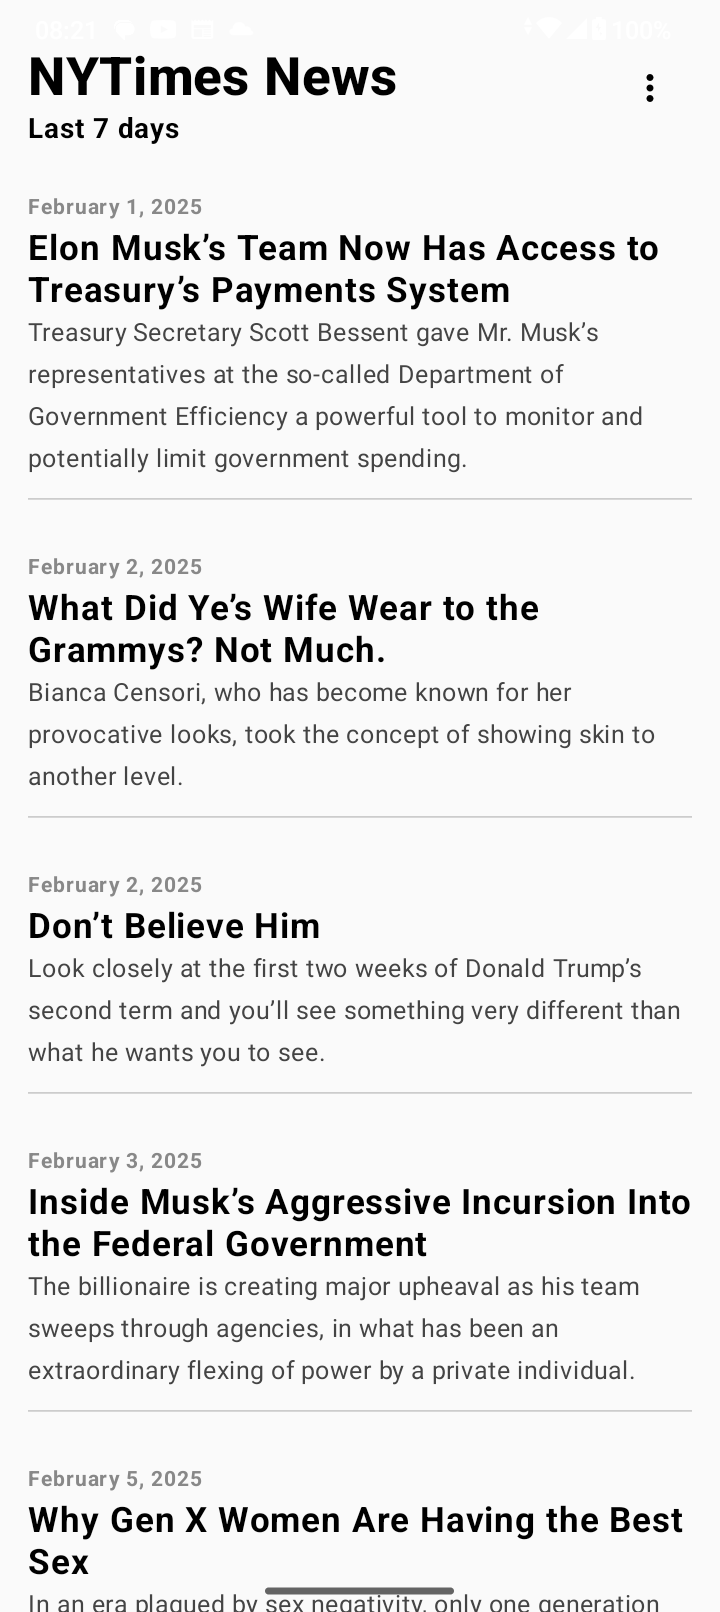 08:21
100%
NYTimes News
Last 7 days
February 1, 2025
Elon Musk’s Team Now Has Access to
Treasury’s Payments System
Treasury Secretary Scott Bessent gave Mr. Musk’s
representatives at the so-called Department of
Government Efficiency a powerful tool to monitor and
potentially limit government spending.
February 2, 2025
What Did Ye’s Wife Wear to the
Grammys? Not Much.
Bianca Censori, who has become known for her
provocative looks, took the concept of showing skin to
another level.
February 2, 2025
Don’t Believe Him
Look closely at the first two weeks of Donald Trump’s
second term and you’ll see something very different than
what he wants you to see.
February 3, 2025
Inside Musk’s Aggressive Incursion Into
the Federal Government
The billionaire is creating major upheaval as his team
sweeps through agencies, in what has been an
extraordinary flexing of power by a private individual.
February 5, 2025
Why Gen X Women Are Having the Best
Sex
In an era plagued by sex negativity, only one generation